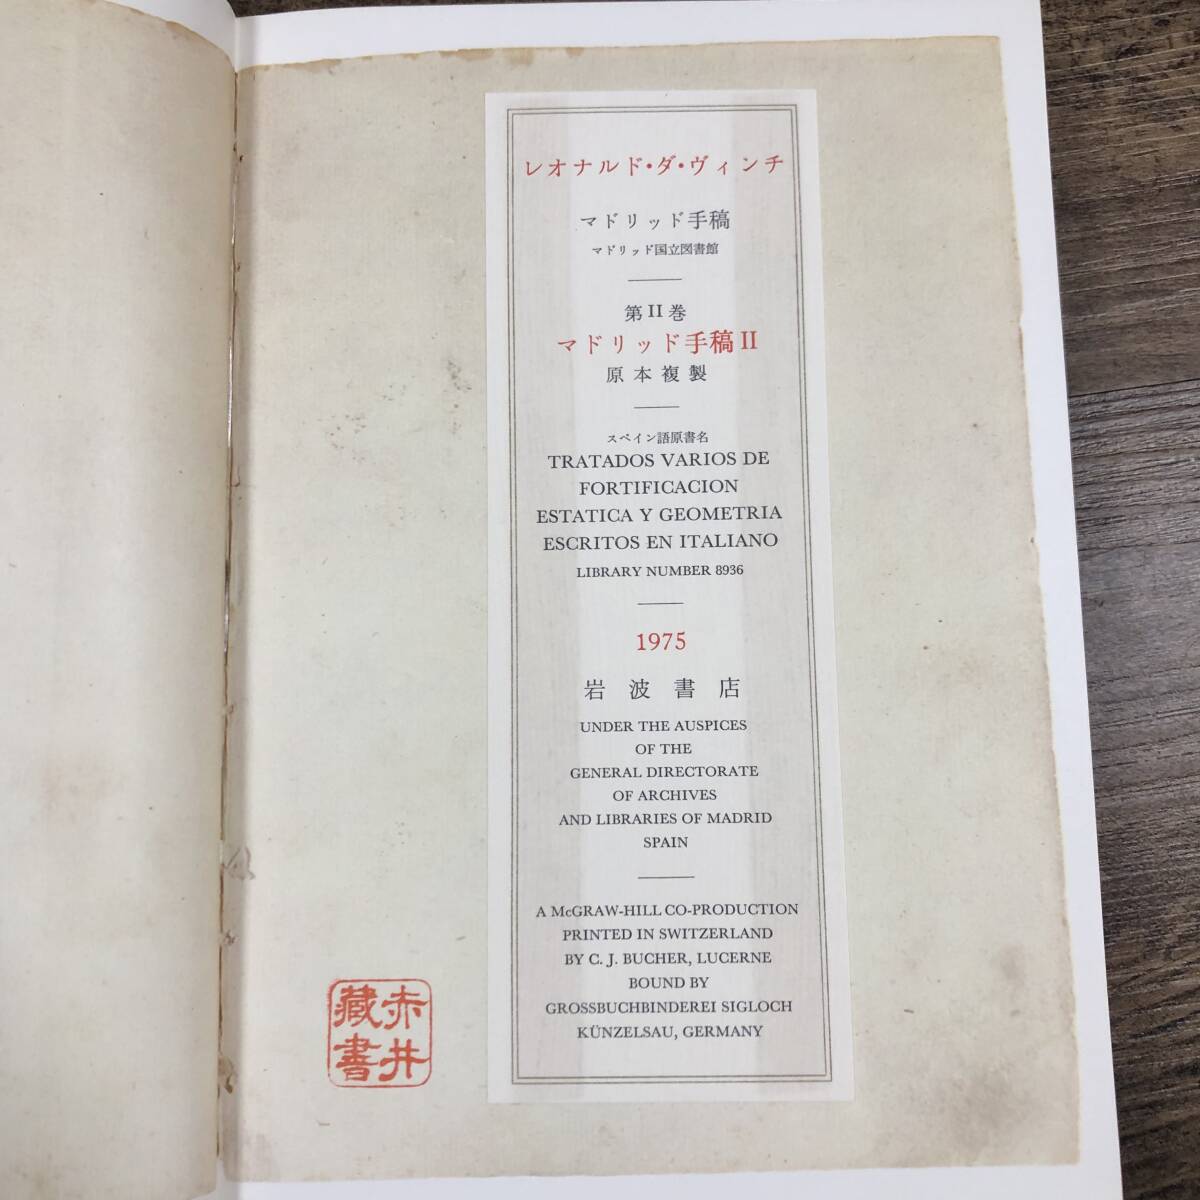 レオナルド・ダ・ヴィンチ
マドリッド手稿
マドリッド国立図書館
第II巻
マドリッド手稿II
原本複製
スペイン語原書名
TRATADOS VARIOS DE
FORTIFICACION
ESTATICA Y GEOMETRIA
ESCRITOS EN ITALIANO
LIBRARY NUMBER 8936
1975
岩波書店
UNDER THE AUSPICES
OF THE
GENERAL DIRECTORATE
OF ARCHIVES
AND LIBRARIES OF MADRID
SPAIN
A McGRAW-HILL CO-PRODUCTION
PRINTED IN SWITZERLAND
BY C. J. BUCHER, LUCERNE
BOUND BY
GROSSBUCHBINDEREI SIGLOCH
KÜNZELSAU, GERMANY
赤井
藏書